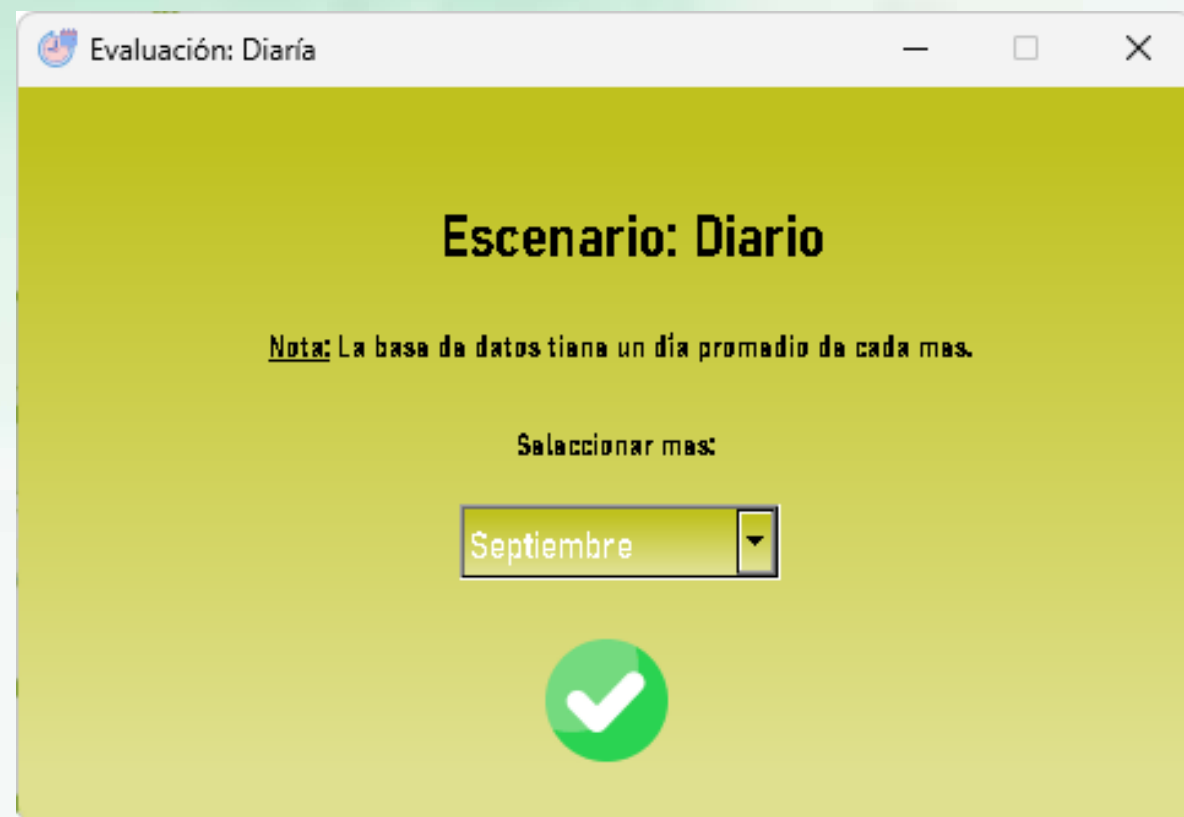 Evaluación: Diaría
Escenario: Diario
Nota: La base de datos tiene un día promedio de cada mes.
Seleccionar mes:
Septiembre